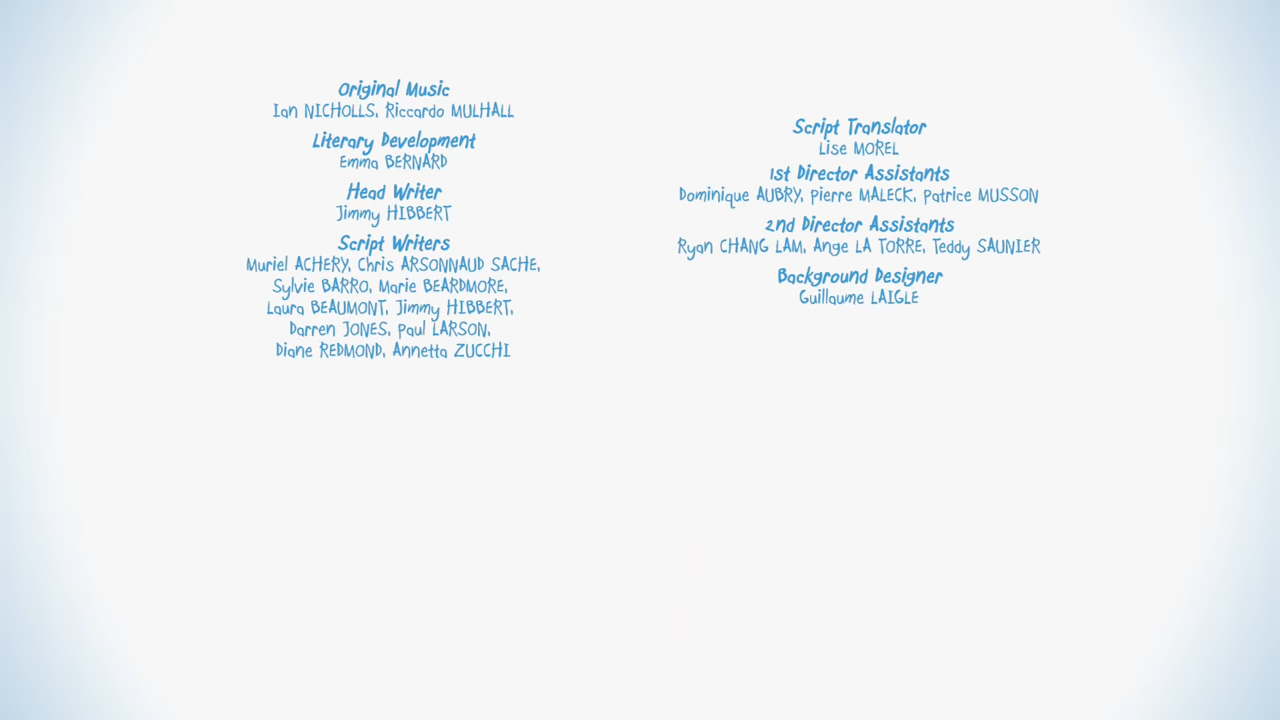 Original Music
Ian NICHOLLS, Riccardo MULHALL
Literary Development
Emma BERNARD
Head Writer
Jimmy HIBBERT
Script Writers
Muriel ACHERY, Chris ARSONNAUD SACHE,
Sylvie BARRO, Marie BEARDMORE,
Laura BEAUMONT, Jimmy HIBBERT,
Darren JONES, Paul LARSON,
Diane REDMOND, Annetta ZUCCHI
Script Translator
Lise MOREL
1st Director Assistants
Dominique AUBRY, Pierre MALECK, Patrice MUSSON
2nd Director Assistants
Ryan CHANG LAM, Ange LA TORRE, Teddy SAUNIER
Background Designer
Guillaume LAIGLE